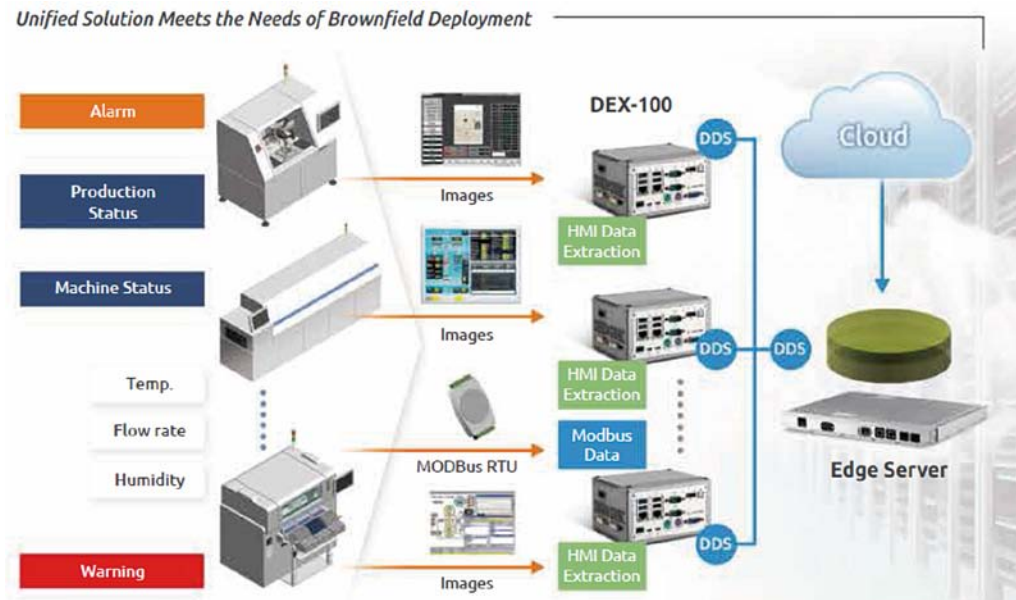 Unified Solution Meets the Needs of Brownfield Deployment
Alarm
Production
Status
Machine Status
Temp.
Flow rate
Humidity
Warning
Images
Images
MODBus RTU
Images
DEX-100
HMI Data
Extraction
HMI Data
Extraction
Modbus
Data
HMI Data
Extraction
DDS
DDS
DDS
DDS
Cloud
Edge Server